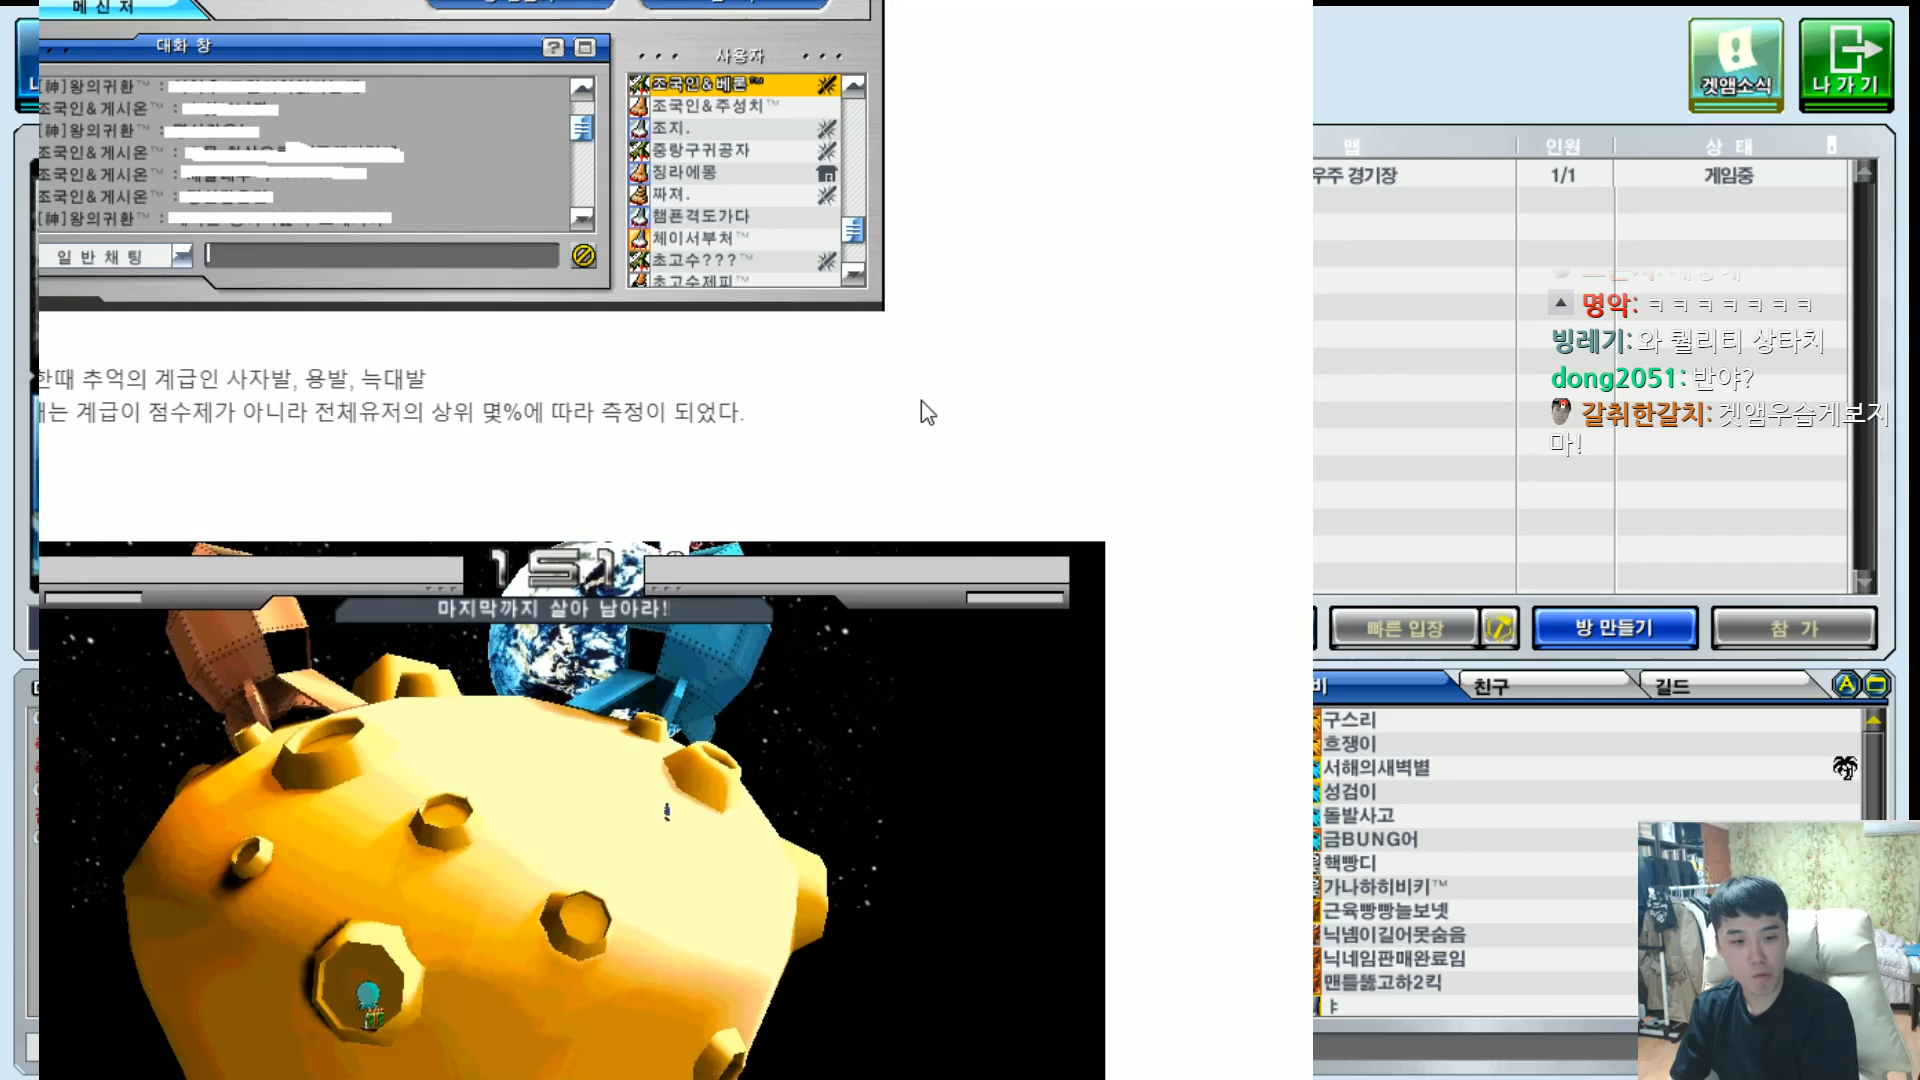 메 신 저
대화 창
사용자
[神]왕의귀환™ :
조국인&게시온™ :
[神]왕의귀환™ :
조국인&게시온™ :
조국인&게시온™ :
조국인&게시온™ :
[神]왕의귀환™ :
일 반 채 팅
조국인&베론™
조국인&주성치™
조지.
중랑구귀공자
징라에몽
짜져.
챔픈격도가다
체이서부처™
초고수???™
초고수제피™
한때 추억의 계급인 사자발, 용발, 늑대발
는 계급이 점수제가 아니라 전체유저의 상위 몇%에 따라 측정이 되었다.
151
마지막까지 살아 남아라!
겟앰소식
나 가 기
맵
인원
상 태
우주 경기장
1/1
게임중
명악: ㅋㅋㅋㅋㅋㅋㅋ
빙레기: 와 퀄리티 상타치
dong2051: 반야?
갈취한갈치: 겟앰우습게보지
마!
빠른 입장
방 만들기
참 가
비
친구
길드
구스리
흐쟁이
서해의새벽별
성검이
돌발사고
금BUNG어
핵빵디
가나하히비키™
근육빵빵늘보넷
닉넴이길어못숨음
닉네임판매완료임
맨틀뚫고하2킥
ㅑ